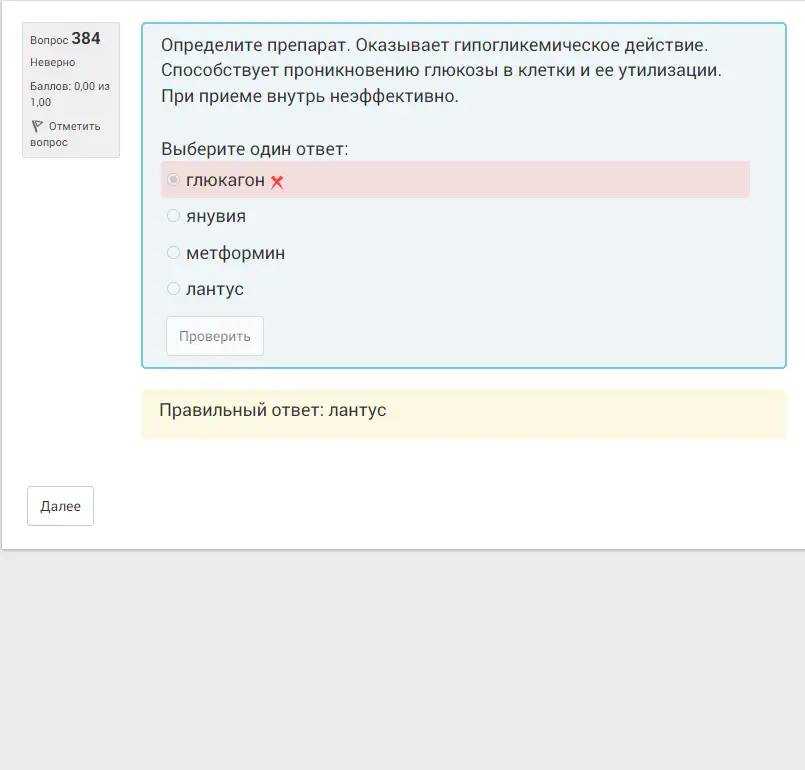 Вопрос 384
Неверно
Баллов: 0,00 из
1,00
Отметить
вопрос
Определите препарат. Оказывает гипогликемическое действие.
Способствует проникновению глюкозы в клетки и ее утилизации.
При приеме внутрь неэффективно.
Выберите один ответ:
глюкагон
янувия
метформин
лантус
Проверить
Правильный ответ: лантус
Далее